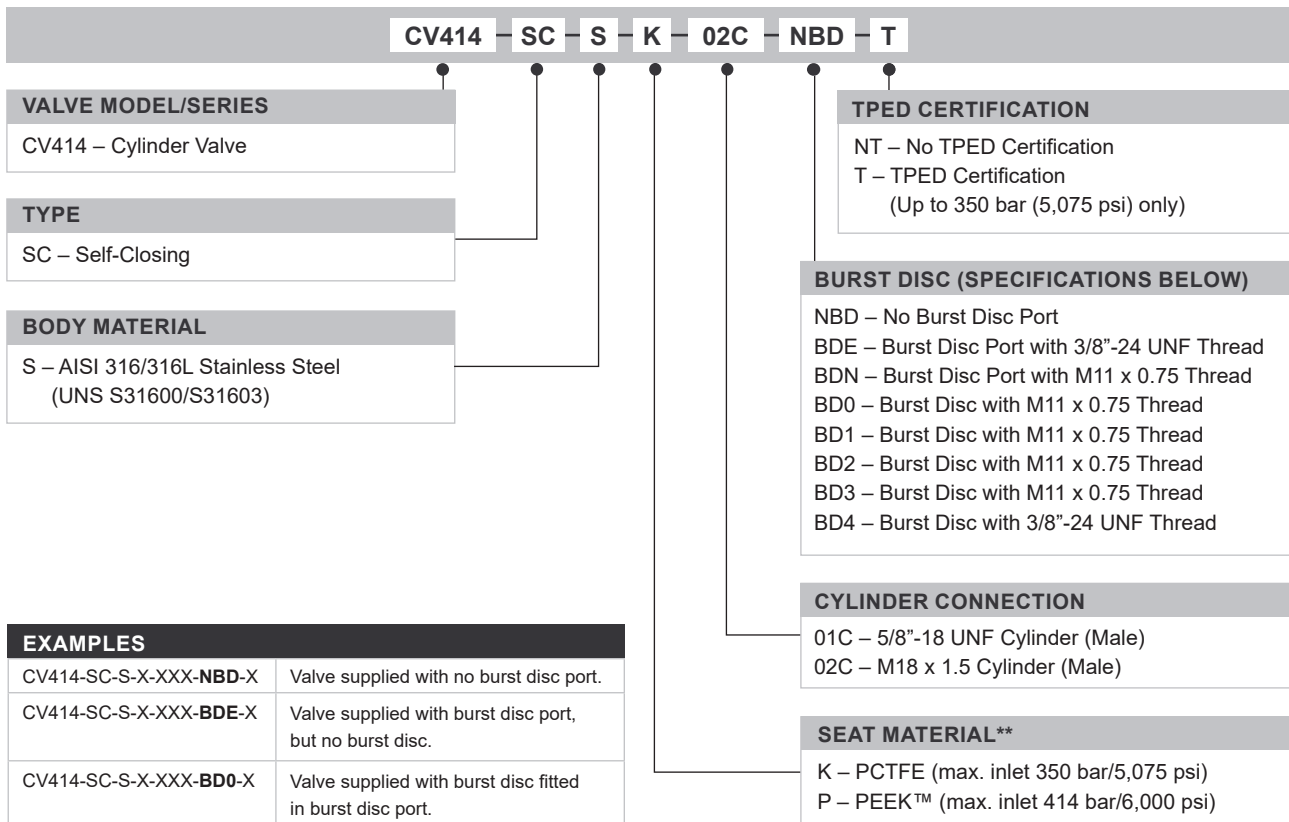 CV414 – SC – S – K – 02C – NBD – T
VALVE MODEL/SERIES
CV414 – Cylinder Valve
TYPE
SC – Self-Closing
BODY MATERIAL
S – AISI 316/316L Stainless Steel
(UNS S31600/S31603)
TPED CERTIFICATION
NT – No TPED Certification
T – TPED Certification
(Up to 350 bar (5,075 psi) only)
BURST DISC (SPECIFICATIONS BELOW)
NBD – No Burst Disc Port
BDE – Burst Disc Port with 3/8”-24 UNF Thread
BDN – Burst Disc Port with M11 x 0.75 Thread
BD0 – Burst Disc with M11 x 0.75 Thread
BD1 – Burst Disc with M11 x 0.75 Thread
BD2 – Burst Disc with M11 x 0.75 Thread
BD3 – Burst Disc with M11 x 0.75 Thread
BD4 – Burst Disc with 3/8”-24 UNF Thread
CYLINDER CONNECTION
01C – 5/8”-18 UNF Cylinder (Male)
02C – M18 x 1.5 Cylinder (Male)
SEAT MATERIAL**
K – PCTFE (max. inlet 350 bar/5,075 psi)
P – PEEK™ (max. inlet 414 bar/6,000 psi)
EXAMPLES
CV414-SC-S-X-XXX-NBD-X Valve supplied with no burst disc port.
CV414-SC-S-X-XXX-BDE-X Valve supplied with burst disc port,
but no burst disc.
CV414-SC-S-X-XXX-BD0-X Valve supplied with burst disc fitted
in burst disc port.